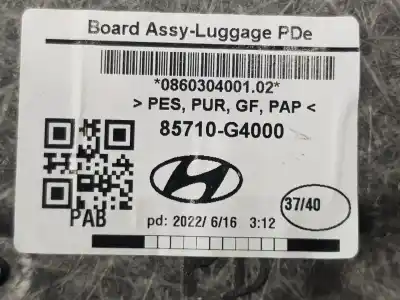 Board Assy-Luggage PDe
*0860304001.02*
> PES, PUR, GF, PAP <
85710-G4000
37/40
PAB
pd: 2022/ 6/16 3:12